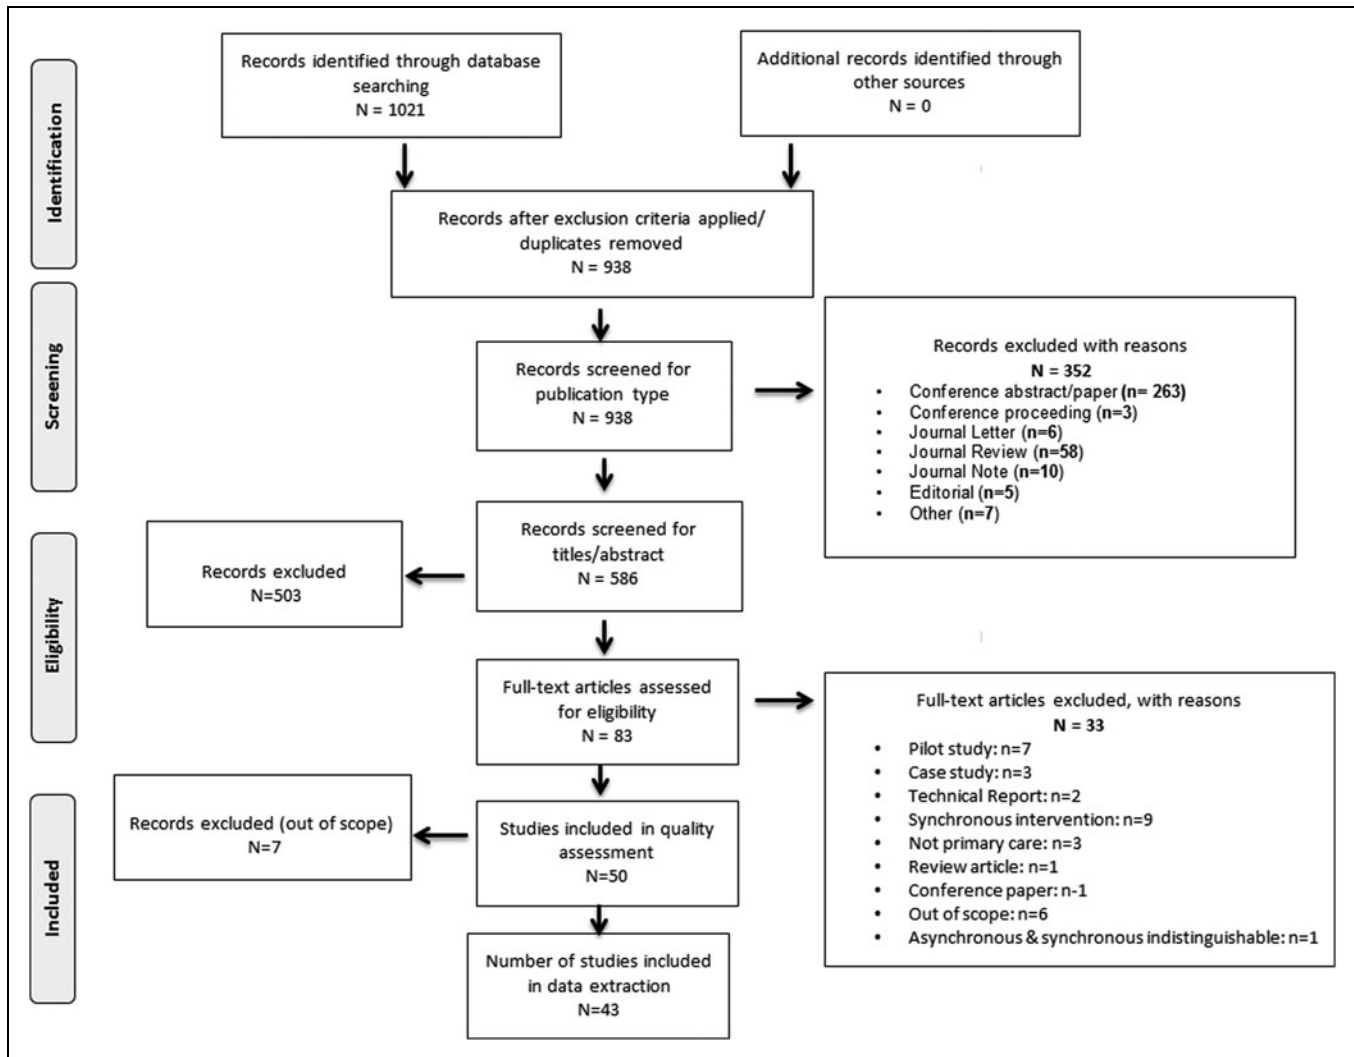 Identification
Records identified through database
searching
N = 1021
Additional records identified through
other sources
N = 0
Records after exclusion criteria applied/
duplicates removed
N = 938
Screening
Records screened for
publication type
N = 938
Records excluded with reasons
N = 352
• Conference abstract/paper (n= 263)
• Conference proceeding (n=3)
• Journal Letter (n=6)
• Journal Review (n=58)
• Journal Note (n=10)
• Editorial (n=5)
• Other (n=7)
Records screened for
titles/abstract
N = 586
Eligibility
Records excluded
N=503
Full-text articles assessed
for eligibility
N = 83
Full-text articles excluded, with reasons
N = 33
• Pilot study: n=7
• Case study: n=3
• Technical Report: n=2
• Synchronous intervention: n=9
• Not primary care: n=3
• Review article: n=1
• Conference paper: n-1
• Out of scope: n=6
• Asynchronous & synchronous indistinguishable: n=1
Included
Records excluded (out of scope)
N=7
Studies included in quality
assessment
N=50
Number of studies included
in data extraction
N=43